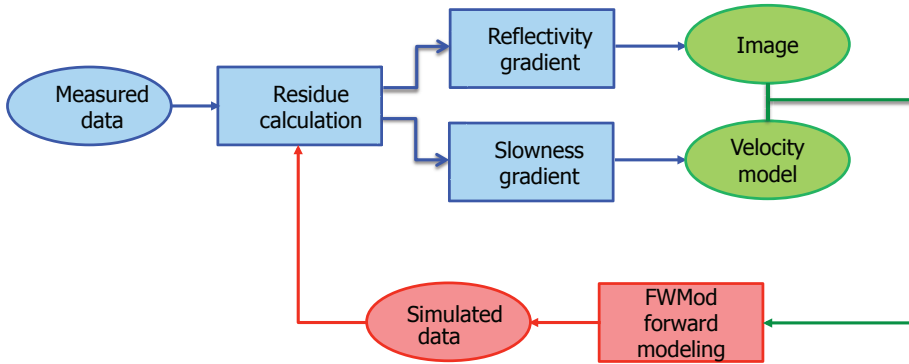 Reflectivity
gradient
Image
Measured
data
Residue
calculation
Slowness
gradient
Velocity
model
Simulated
data
FWMod
forward
modeling